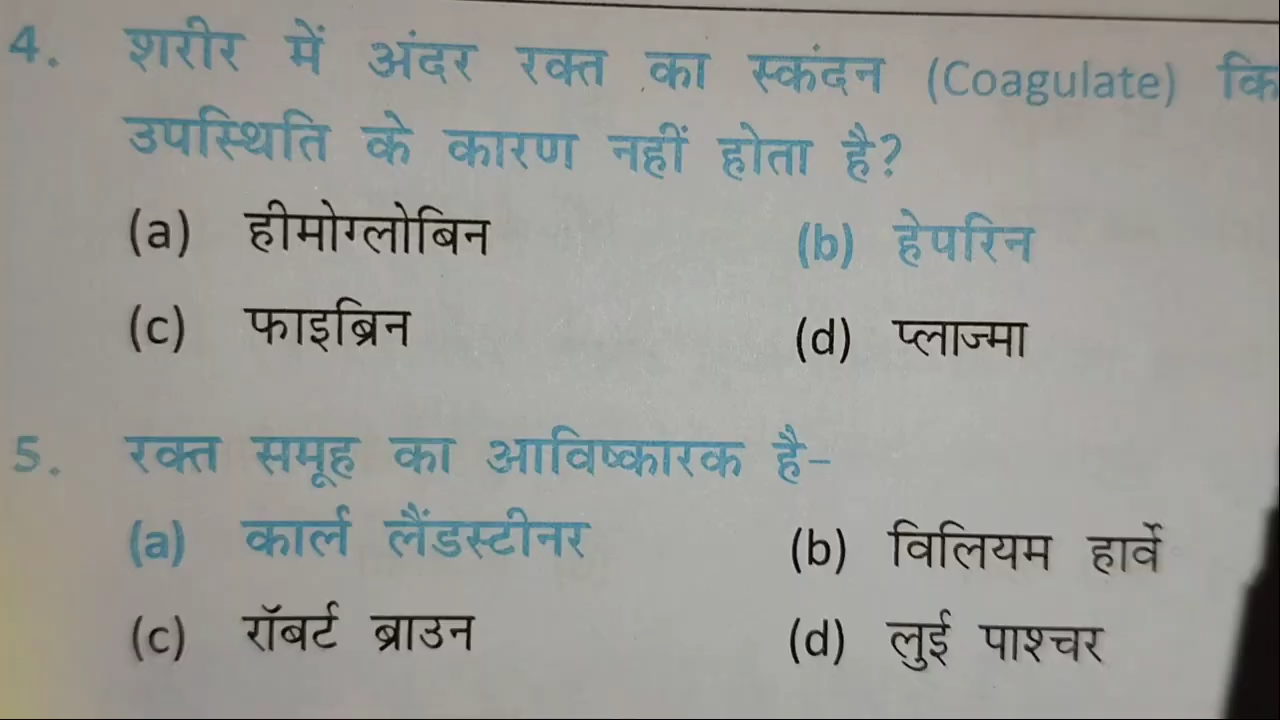 4. शरीर में अंदर रक्त का स्कंदन (Coagulate)
उपस्थिति के कारण नहीं होता है?
(a) हीमोग्लोबिन (b) हेपरिन
(c) फाइब्रिन (d) प्लाज्मा
5. रक्त समूह का आविष्कारक है-
(a) कार्ल लैंडस्टीनर (b) विलियम हार्वे
(c) रॉबर्ट ब्राउन (d) लुई पाश्चर